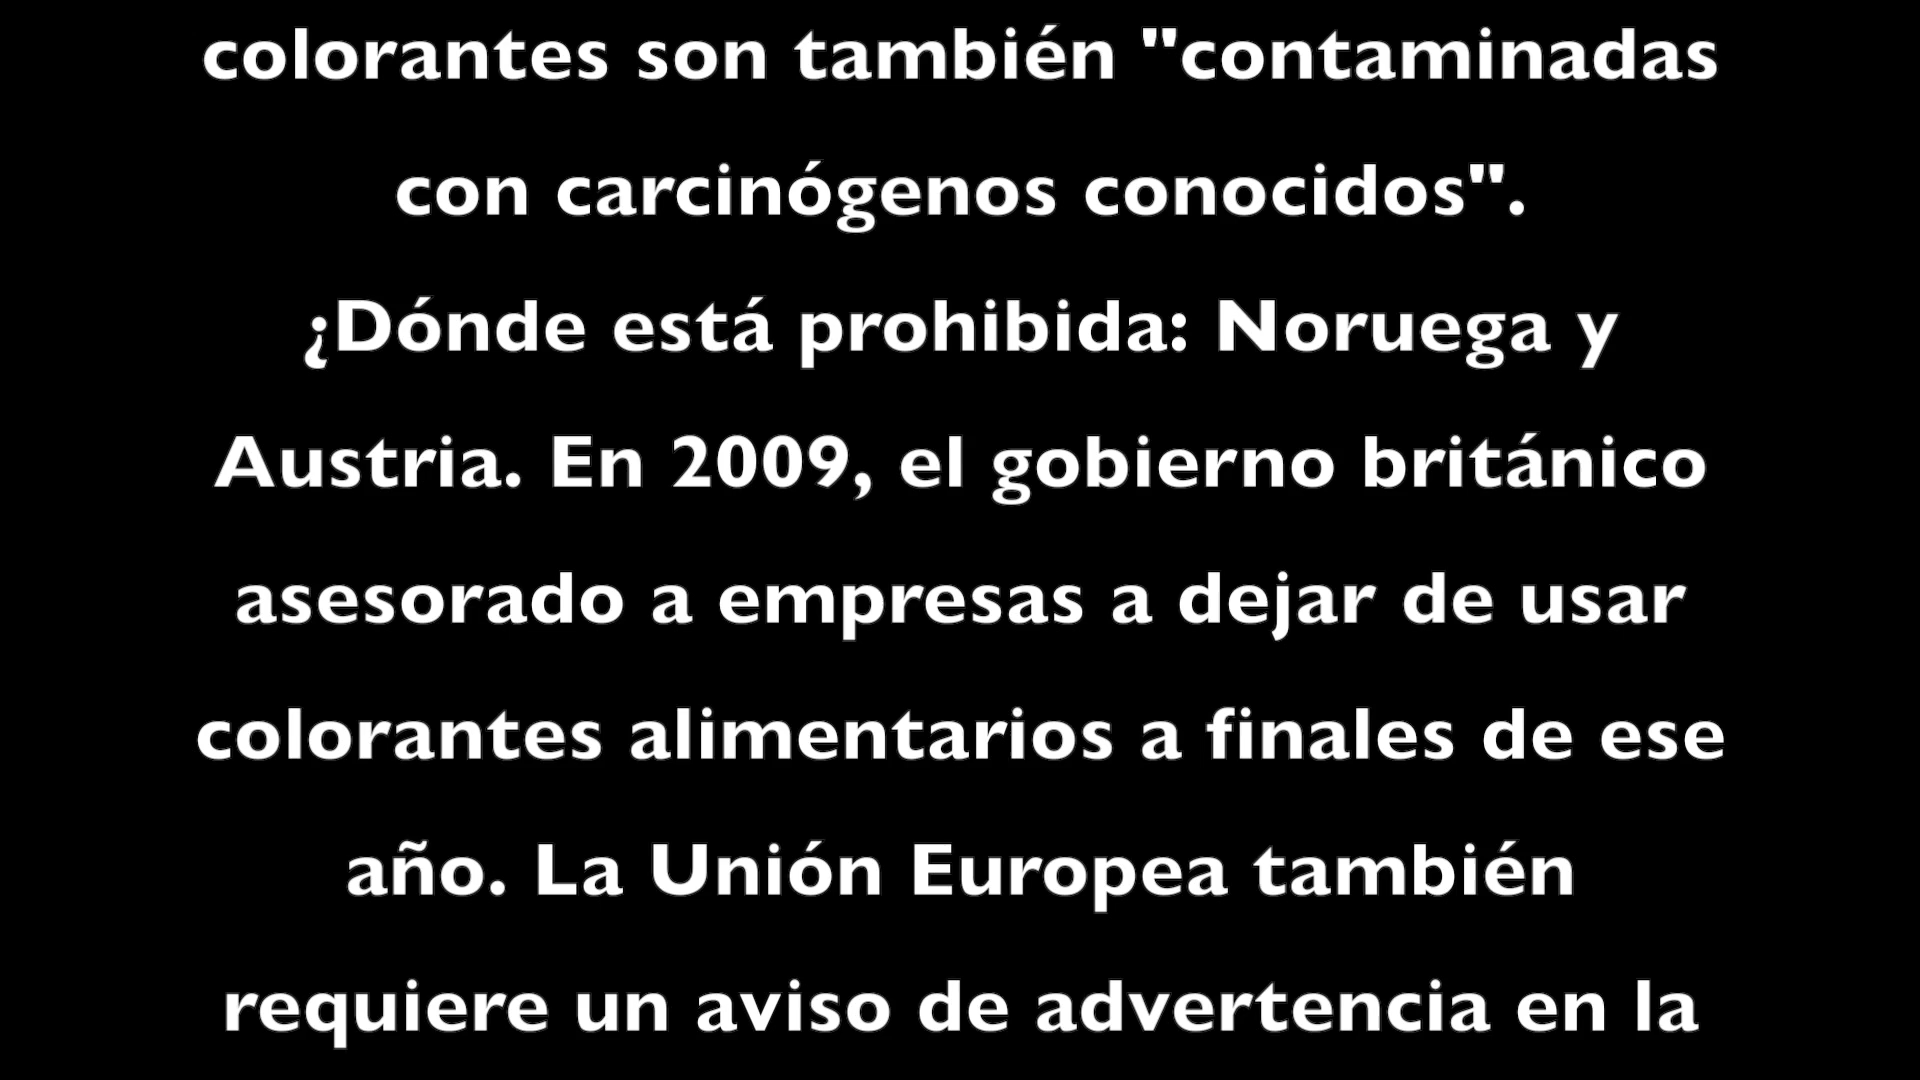 colorantes son también "contaminadas
con carcinógenos conocidos".
¿Dónde está prohibida: Noruega y
Austria. En 2009, el gobierno británico
asesorado a empresas a dejar de usar
colorantes alimentarios a finales de ese
año. La Unión Europea también
requiere un aviso de advertencia en la